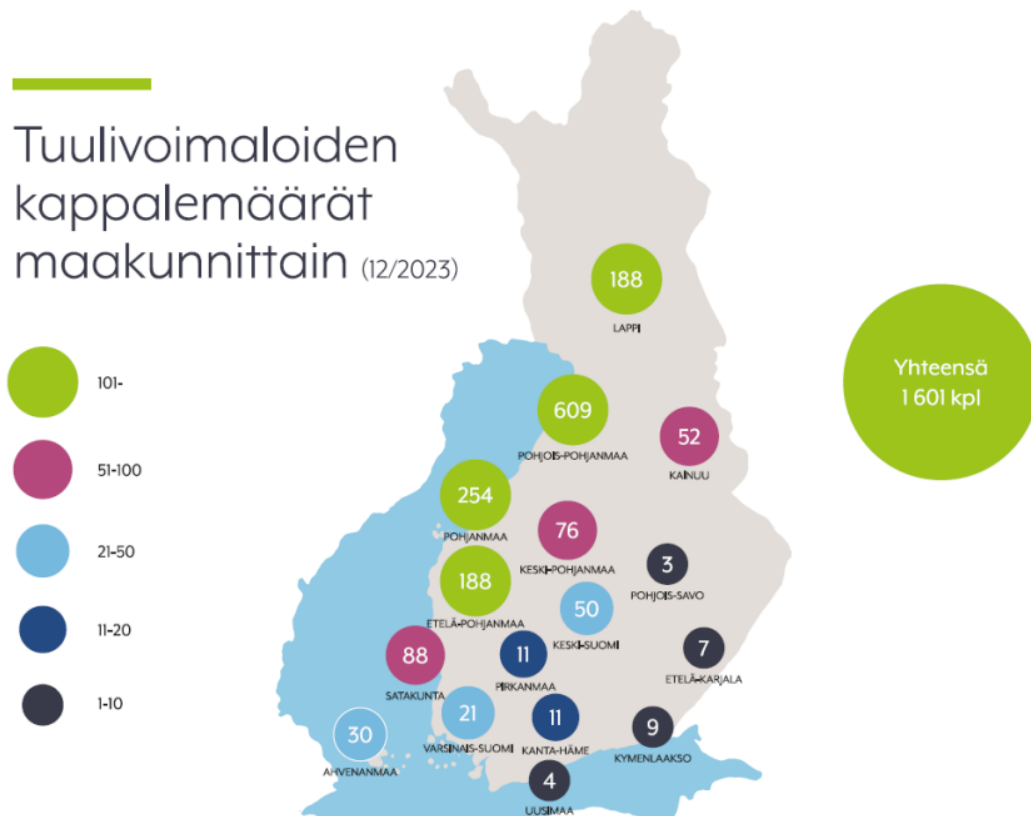 Tuulivoimaloiden
kappalemäärät
maakunnittain (12/2023)
101-
51-100
21-50
11-20
1-10
Yhteensä
1 601 kpl
188
LAPPI
609
POHJOIS-POHJANMAA
52
KAINUU
254
POHJANMAA
76
KESKI-POHJANMAA
3
POHJOIS-SAVO
188
ETELÄ-POHJANMAA
50
KESKI-SUOMI
7
ETELÄ-KARJALA
88
SATAKUNTA
11
PIRKANMAA
21
VARSINAIS-SUOMI
11
KANTA-HÄME
9
KYMENLAAKSO
30
AHVENANMAA
4
UUSIMAA